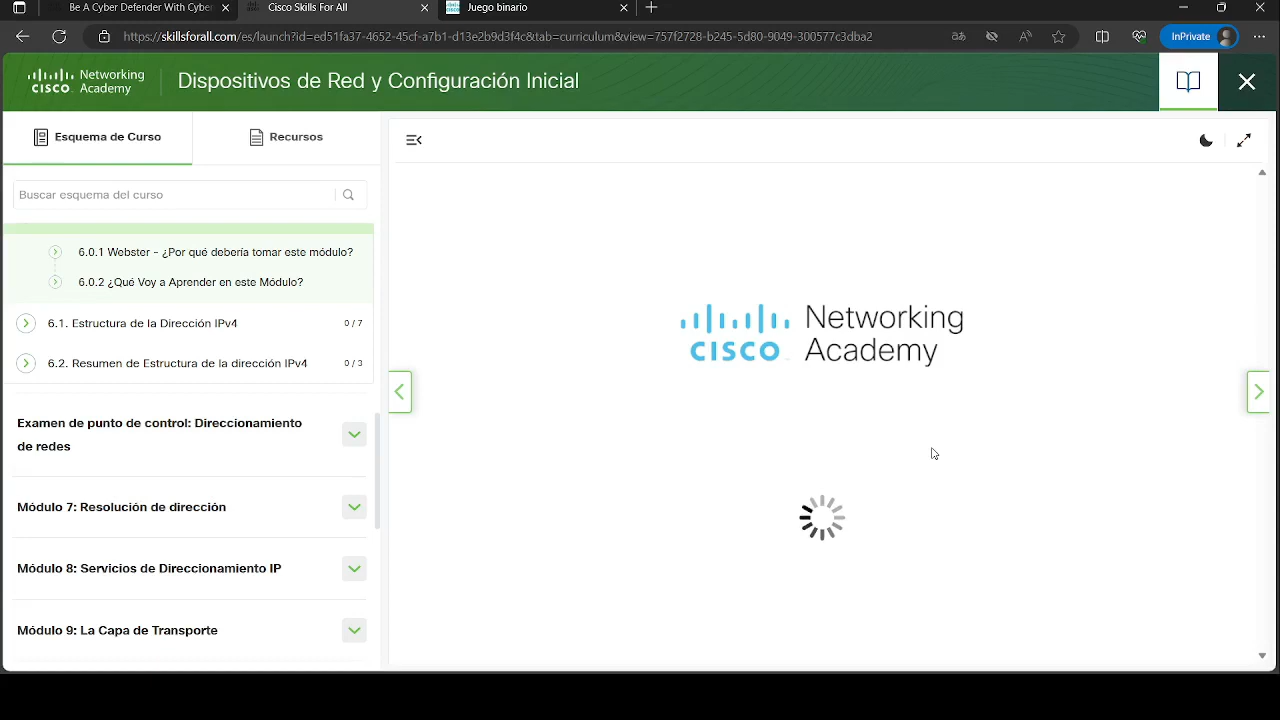 Be A Cyber Defender With Cyber
Cisco Skills For All
Juego binario
https://skillsforall.com/es/launch?id=ed51fa37-4652-45cf-a7b1-d13e2b9d3f4c8&tab=curriculum&view=757f2728-b245-5d80-9049-300577c3dba2
InPrivate
CISCO Networking Academy
Dispositivos de Red y Configuración Inicial
Esquema de Curso
Recursos
Buscar esquema del curso
6.0.1 Webster - ¿Por qué debería tomar este módulo?
6.0.2 ¿Qué Voy a Aprender en este Módulo?
6.1. Estructura de la Dirección IPv4 0 / 7
6.2. Resumen de Estructura de la dirección IPv4 0 / 3
Examen de punto de control: Direccionamiento
de redes
Módulo 7: Resolución de dirección
Módulo 8: Servicios de Direccionamiento IP
Módulo 9: La Capa de Transporte
CISCO Networking
Academy